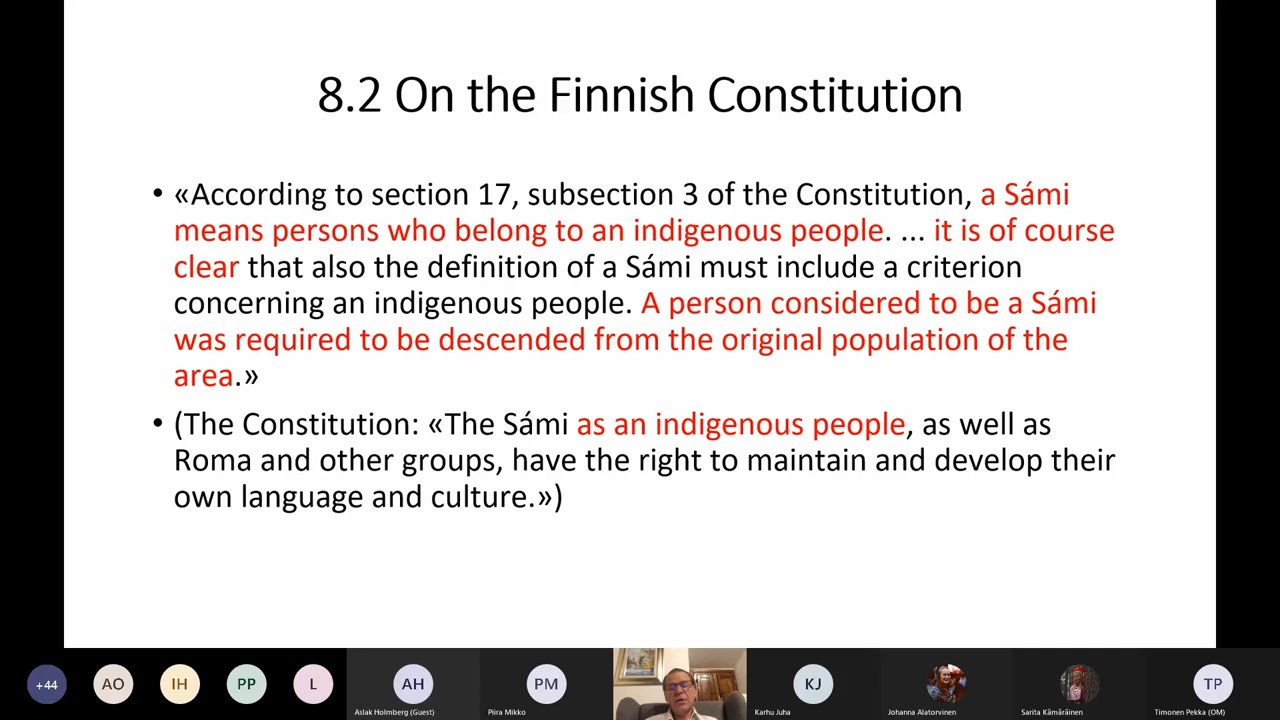 8.2 On the Finnish Constitution
• «According to section 17, subsection 3 of the Constitution, a Sámi
means persons who belong to an indigenous people. ... it is of course
clear that also the definition of a Sámi must include a criterion
concerning an indigenous people. A person considered to be a Sámi
was required to be descended from the original population of the
area.»
• (The Constitution: «The Sámi as an indigenous people, as well as
Roma and other groups, have the right to maintain and develop their
own language and culture.»)
+44 AO IH PP L AH PM KJ TP
Aslak Holmberg (Guest) Piira Mikko Karhu Juha Johanna Alatorvinen Sarita Kämäräinen Timonen Pekka (OM)